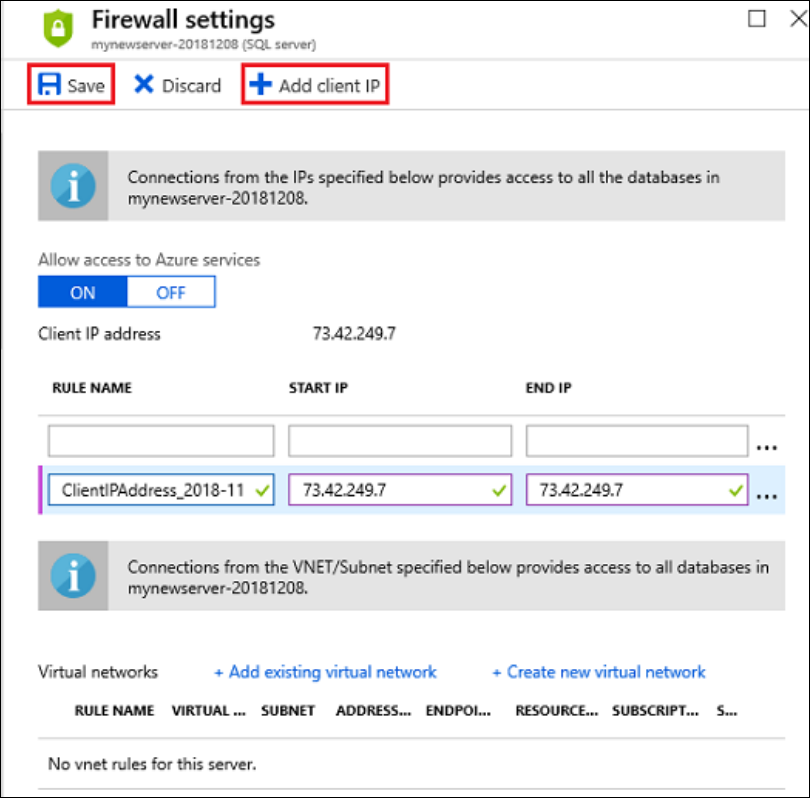 Firewall settings
mynewserver-20181208 (SQL server)
Save Discard Add client IP
Connections from the IPs specified below provides access to all the databases in
mynewserver-20181208.
Allow access to Azure services
ON OFF
Client IP address 73.42.249.7
RULE NAME START IP END IP
...
ClientIPAddress_2018-11 73.42.249.7 73.42.249.7 ...
Connections from the VNET/Subnet specified below provides access to all databases in
mynewserver-20181208.
Virtual networks + Add existing virtual network + Create new virtual network
RULE NAME VIRTUAL ... SUBNET ADDRESS... ENDPOI... RESOURCE... SUBSCRIPT... S...
No vnet rules for this server.